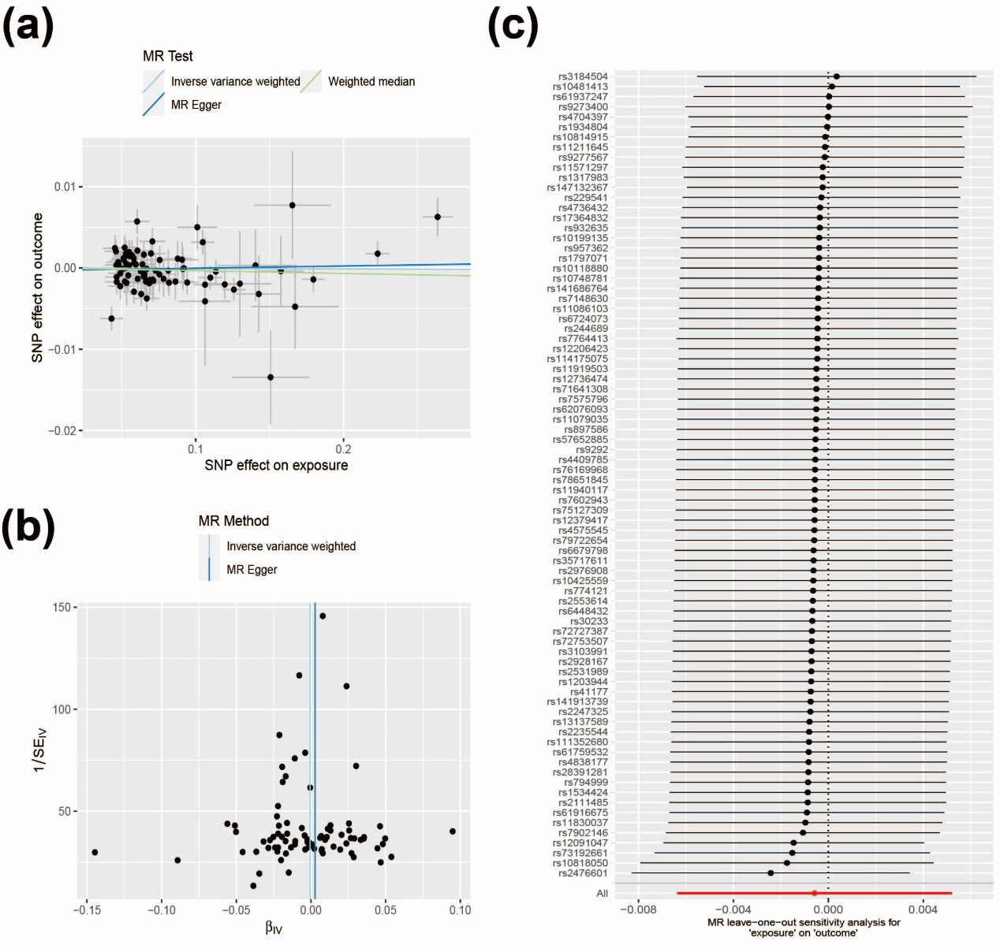 (a)
MR Test
Inverse variance weighted
Weighted median
MR Egger
0.01
0.00
−0.01
−0.02
SNP effect on outcome
0.1
0.2
SNP effect on exposure
(b)
MR Method
Inverse variance weighted
MR Egger
150
100
50
1/SEIV
−0.15
−0.10
−0.05
0.00
0.05
0.10
βIV
(c)
rs3184504
rs10481413
rs61937247
rs9273400
rs4704397
rs1934804
rs10814915
rs11211645
rs9277567
rs11571297
rs1317983
rs147132367
rs229541
rs4736432
rs17364832
rs932635
rs10199135
rs957362
rs1797071
rs10118880
rs10748781
rs141686764
rs7148630
rs11086103
rs6724073
rs244689
rs7764413
rs12206423
rs114175075
rs11919503
rs12736474
rs71641308
rs7575796
rs62076093
rs11079035
rs897586
rs57652885
rs9292
rs4409785
rs76169968
rs78651845
rs11940117
rs7602943
rs75127309
rs12379417
rs4575545
rs79722654
rs6679798
rs35717611
rs2976908
rs10425559
rs774121
rs2553614
rs6448432
rs30233
rs72727387
rs72753507
rs3103991
rs2928167
rs2531989
rs1203944
rs41177
rs141913739
rs2247325
rs13137589
rs2235544
rs111352680
rs61759532
rs4838177
rs28391281
rs794999
rs1534424
rs2111485
rs61916675
rs11830037
rs7902146
rs12091047
rs73192661
rs10818050
rs2476601
All
−0.008
−0.004
0.000
0.004
MR leave−one−out sensitivity analysis for
'exposure' on 'outcome'